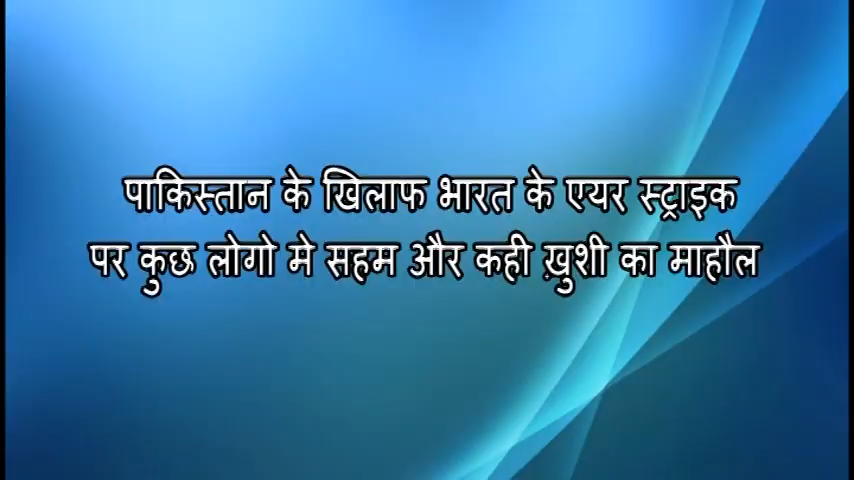 पाकिस्तान के खिलाफ भारत के एयर स्ट्राइक
पर कुछ लोगो मे सहम और कही ख़ुशी का माहौल